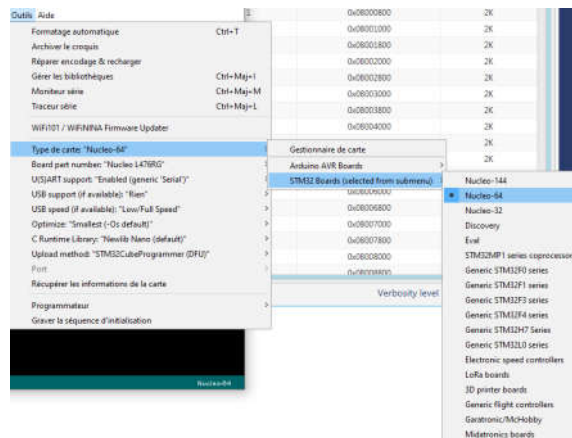 Outils Aide
Formatage automatique Ctrl+T
Archiver le croquis
Réparer encodage & recharger
Gérer les bibliothèques Ctrl+Maj+I
Moniteur série Ctrl+Maj+M
Traceur série Ctrl+Maj+L
WiFi101 / WiFiNINA Firmware Updater
Type de carte: "Nucleo-64"
Board part number: "Nucleo L476RG"
U(S)ART support: "Enabled (generic 'Serial')"
USB support (if available): "Rien"
USB speed (if available): "Low/Full Speed"
Optimize: "Smallest (-Os default)"
C Runtime Library: "Newlib Nano (default)"
Upload method: "STM32CubeProgrammer (DFU)"
Port
Récupérer les informations de la carte
Programmateur
Graver la séquence d'initialisation
Nucleo-64
0x08000800 2K
0x08001000 2K
0x08001800 2K
0x08002000 2K
0x08002800 2K
0x08003000 2K
0x08003800 2K
0x08004000 2K
2K
2K
Gestionnaire de carte
Arduino AVR Boards
STM32 Boards (selected from submenu)
0x08006000
0x08006800
0x08007000
0x08007800
0x08008000
0x08008800
Verbosity level
Nucleo-144
Nucleo-64
Nucleo-32
Discovery
Eval
STM32MP1 series coprocessor
Generic STM32F0 series
Generic STM32F1 series
Generic STM32F3 series
Generic STM32F4 series
Generic STM32H7 Series
Generic STM32L0 series
Electronic speed controllers
LoRa boards
3D printer boards
Generic flight controllers
Garatronic/McHobby
Midatronics boards